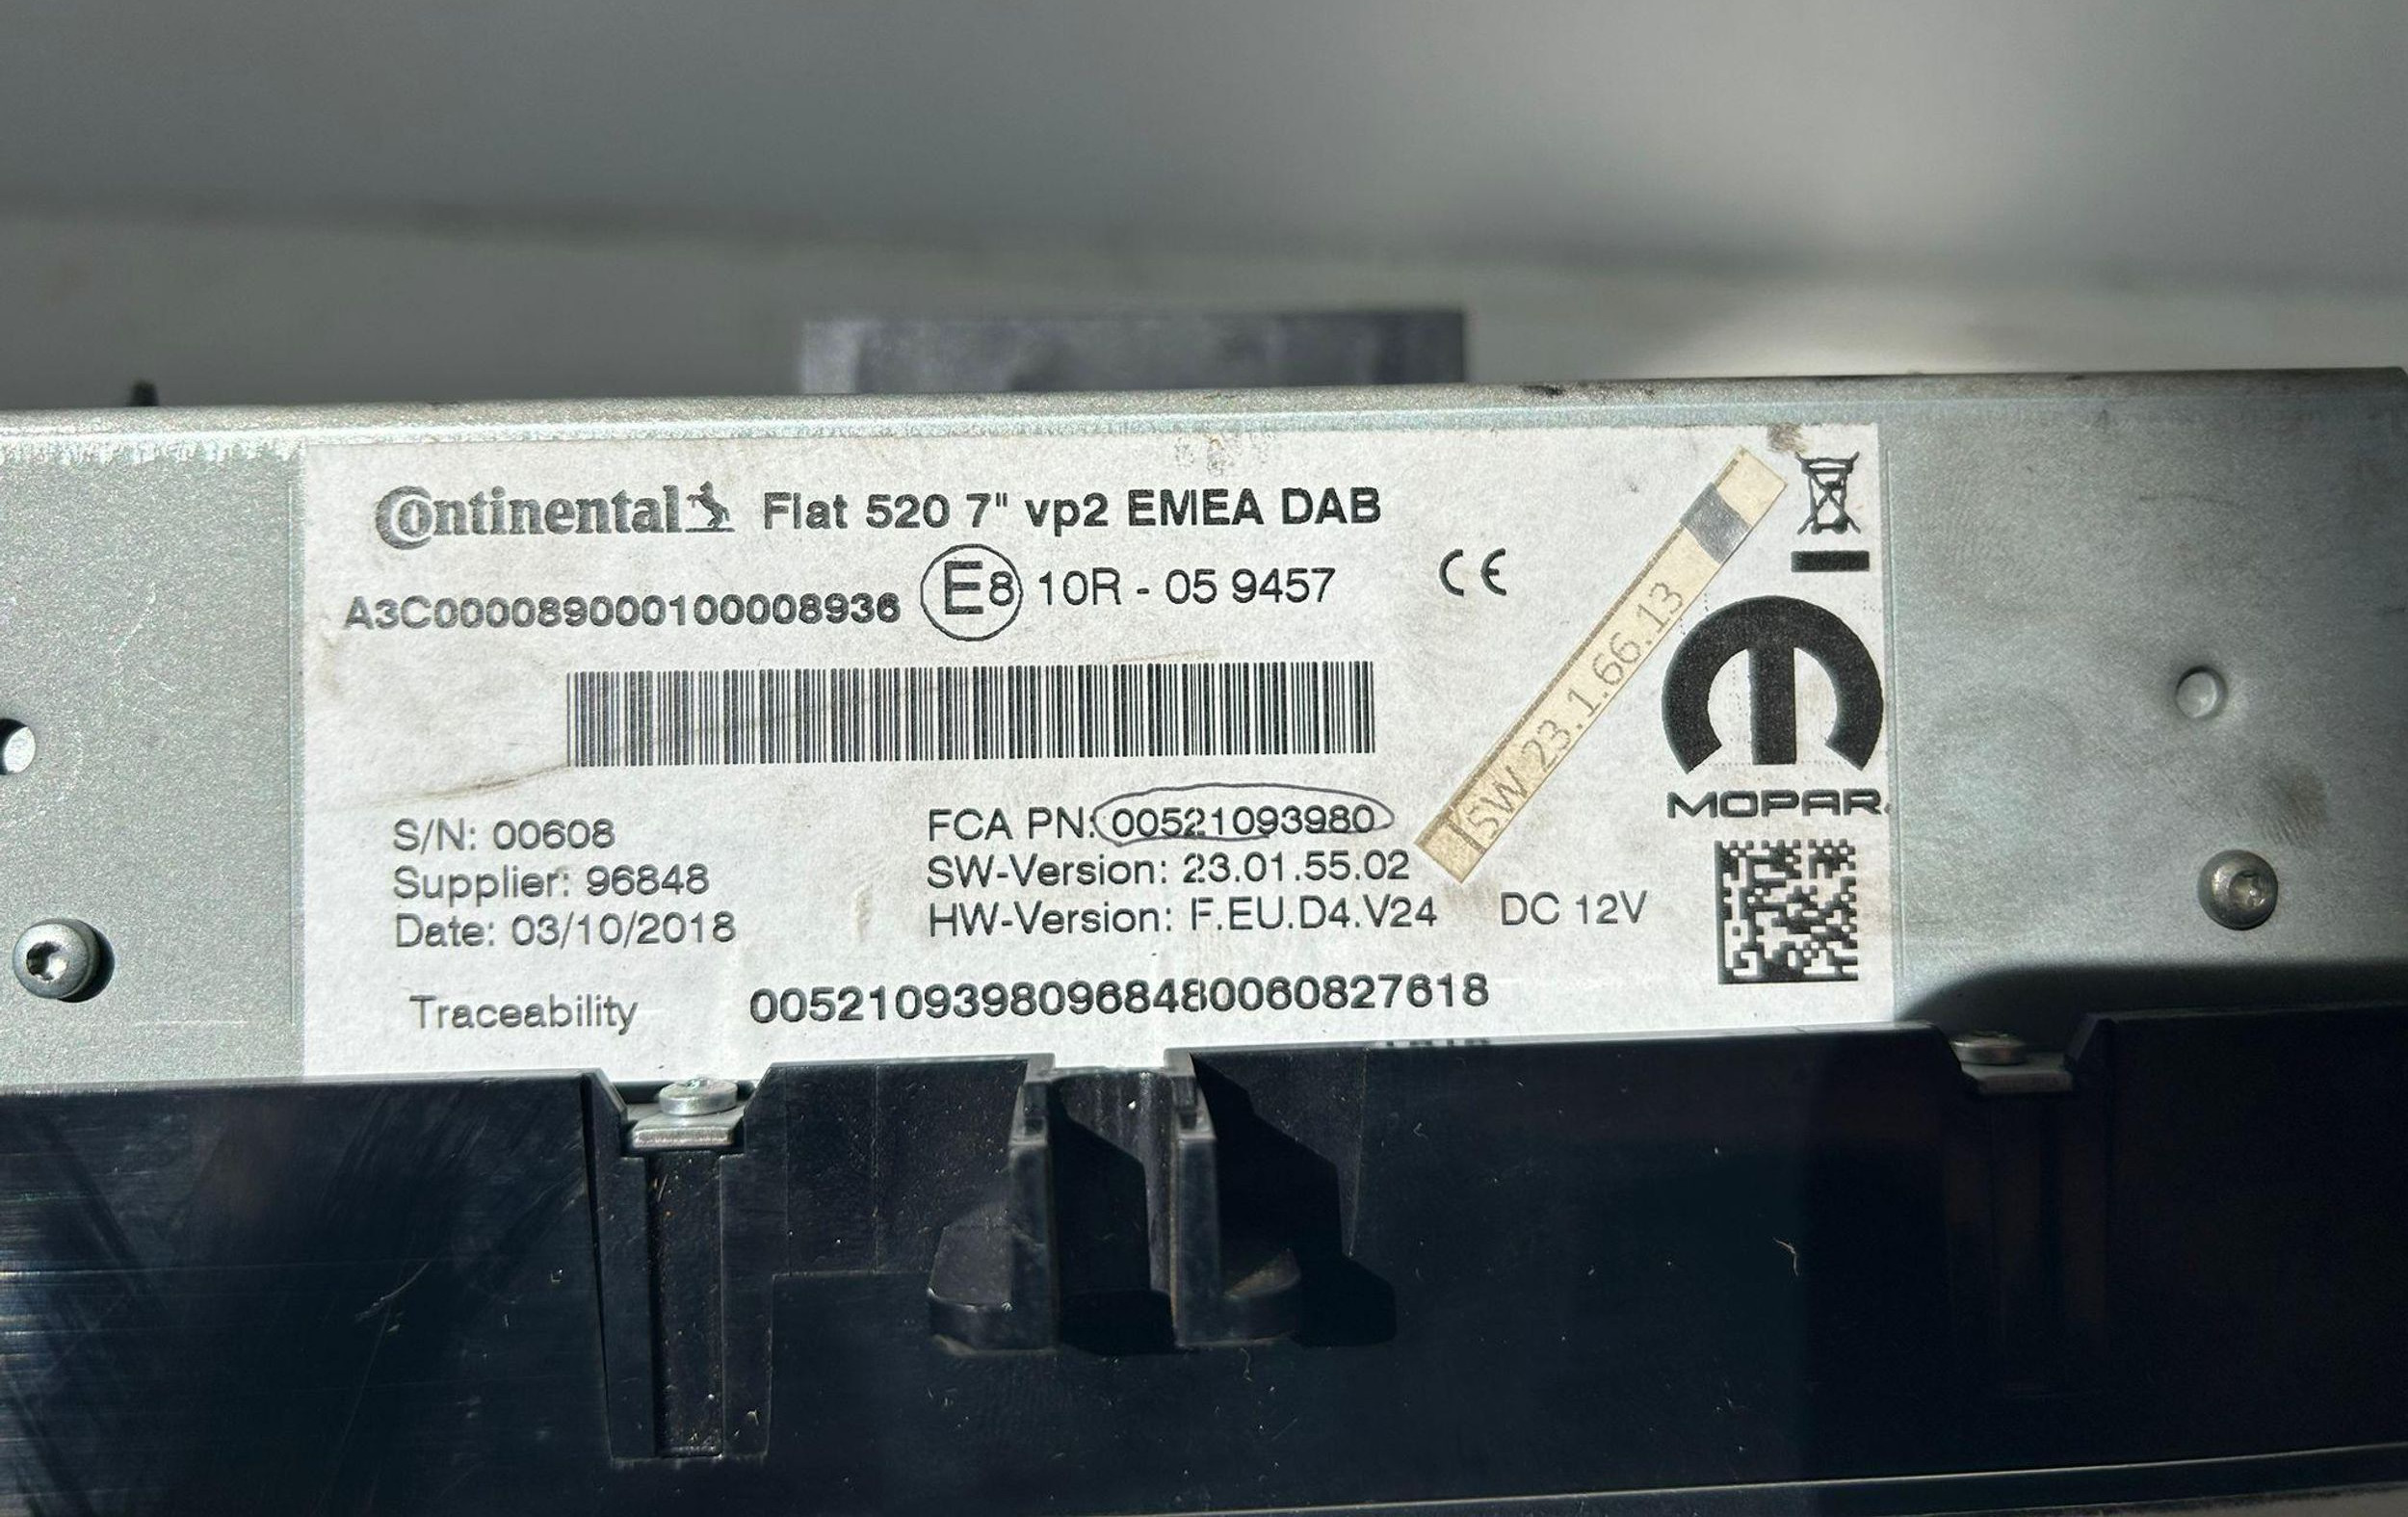 Continental Fiat 520 7" vp2 EMEA DAB
A3C000089000100008936 E8 10R - 05 9457 CE
SW 23.1.66.13
MOPAR
S/N: 00608
Supplier: 96848
Date: 03/10/2018
FCA PN: 00521093980
SW-Version: 23.01.55.02
HW-Version: F.EU.D4.V24 DC 12V
Traceability 00521093980968480060827618